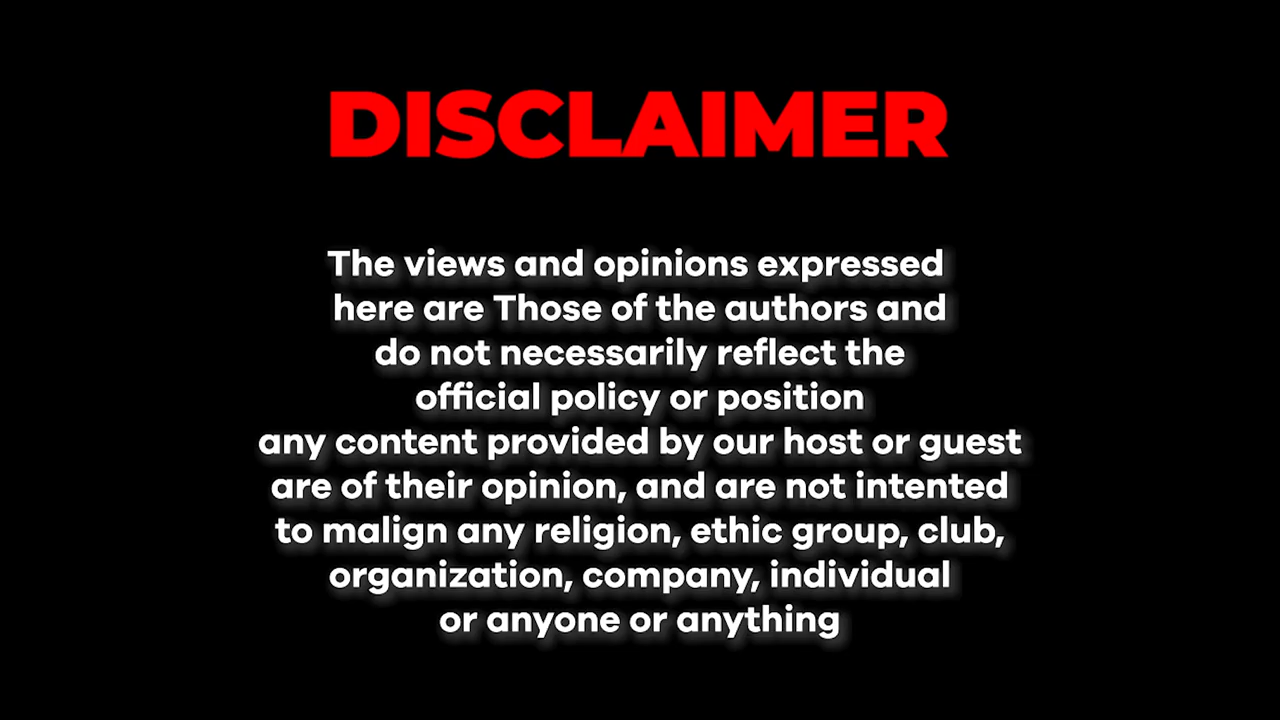 DISCLAIMER
The views and opinions expressed
here are Those of the authors and
do not necessarily reflect the
official policy or position
any content provided by our host or guest
are of their opinion, and are not intented
to malign any religion, ethic group, club,
organization, company, individual
or anyone or anything